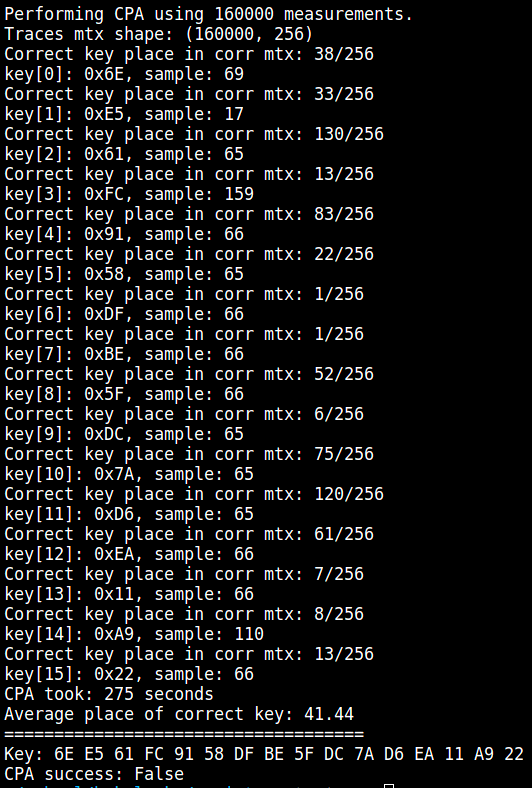 Performing CPA using 160000 measurements.
Traces mtx shape: (160000, 256)
Correct key place in corr mtx: 38/256
key[0]: 0x6E, sample: 69
Correct key place in corr mtx: 33/256
key[1]: 0xE5, sample: 17
Correct key place in corr mtx: 130/256
key[2]: 0x61, sample: 65
Correct key place in corr mtx: 13/256
key[3]: 0xFC, sample: 159
Correct key place in corr mtx: 83/256
key[4]: 0x91, sample: 66
Correct key place in corr mtx: 22/256
key[5]: 0x58, sample: 65
Correct key place in corr mtx: 1/256
key[6]: 0xDF, sample: 66
Correct key place in corr mtx: 1/256
key[7]: 0xBE, sample: 66
Correct key place in corr mtx: 52/256
key[8]: 0x5F, sample: 66
Correct key place in corr mtx: 6/256
key[9]: 0xDC, sample: 65
Correct key place in corr mtx: 75/256
key[10]: 0x7A, sample: 65
Correct key place in corr mtx: 120/256
key[11]: 0xD6, sample: 65
Correct key place in corr mtx: 61/256
key[12]: 0xEA, sample: 66
Correct key place in corr mtx: 7/256
key[13]: 0x11, sample: 66
Correct key place in corr mtx: 8/256
key[14]: 0xA9, sample: 110
Correct key place in corr mtx: 13/256
key[15]: 0x22, sample: 66
CPA took: 275 seconds
Average place of correct key: 41.44
====================================
Key: 6E E5 61 FC 91 58 DF BE 5F DC 7A D6 EA 11 A9 22
CPA success: False